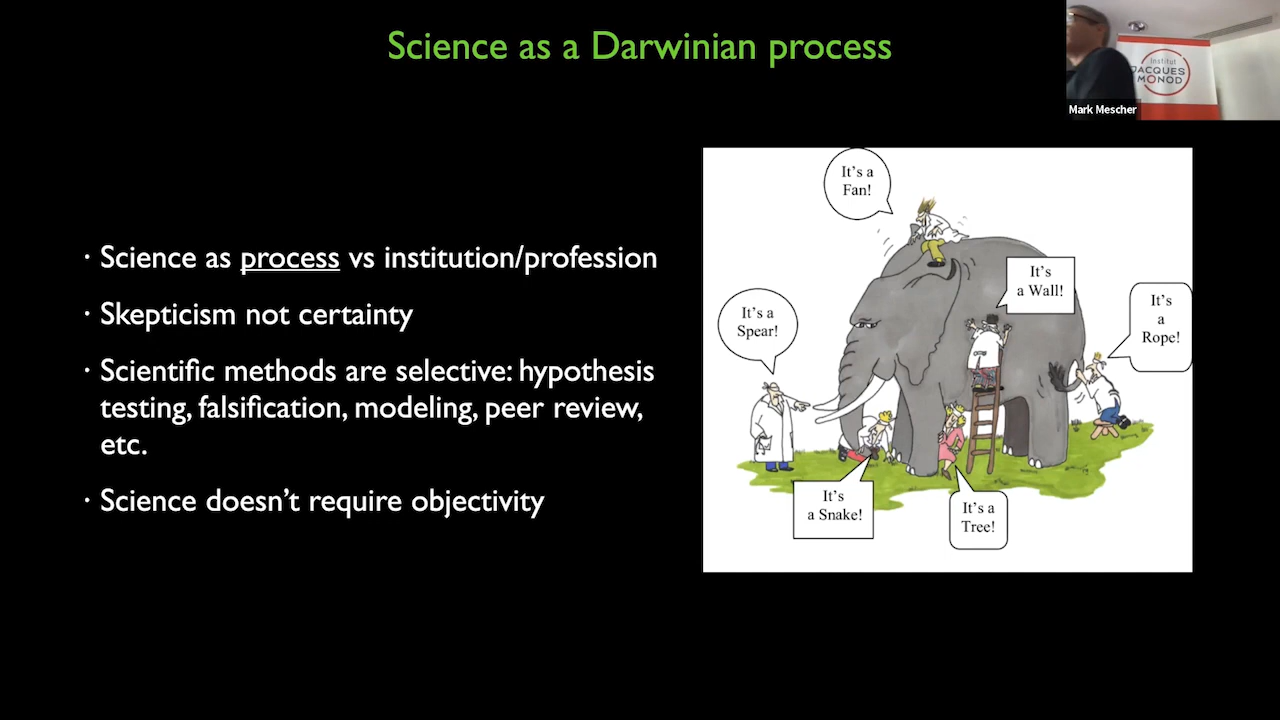 Science as a Darwinian process
Institut
JACQUES
MONOD
Mark Mescher
· Science as process vs institution/profession
· Skepticism not certainty
· Scientific methods are selective: hypothesis
testing, falsification, modeling, peer review,
etc.
· Science doesn’t require objectivity
It’s a
Fan!
It’s
a Wall!
It’s
a
Rope!
It’s a
Spear!
It’s
a Snake!
It’s a
Tree!